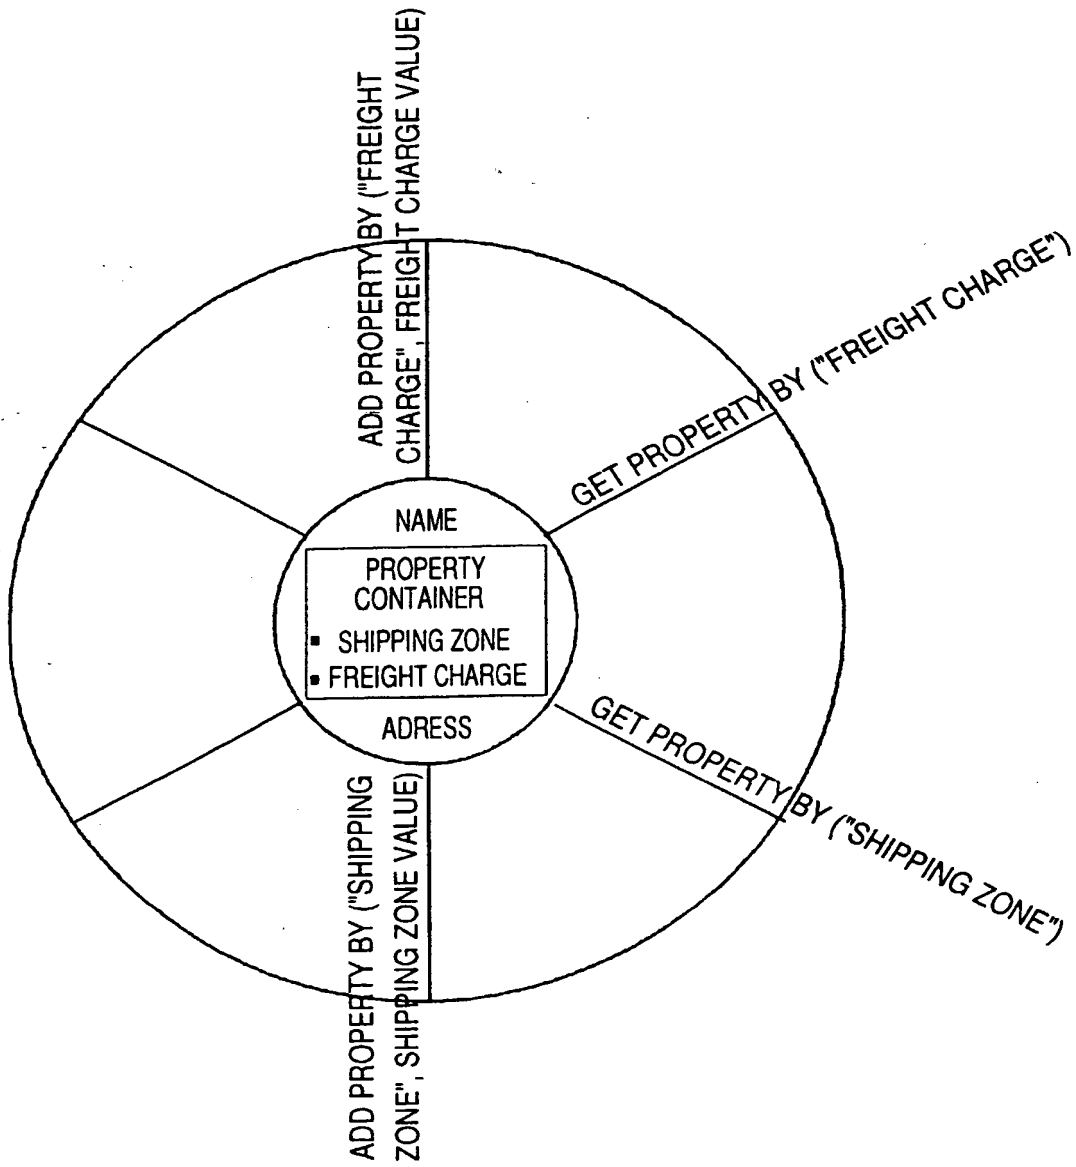 ADD PROPERTY BY ("FREIGHT
CHARGE", FREIGHT CHARGE VALUE)
GET PROPERTY BY ("FREIGHT CHARGE")
NAME
PROPERTY
CONTAINER
▪ SHIPPING ZONE
▪ FREIGHT CHARGE
ADRESS
GET PROPERTY BY ("SHIPPING ZONE")
ADD PROPERTY BY ("SHIPPING
ZONE", SHIPPING ZONE VALUE)